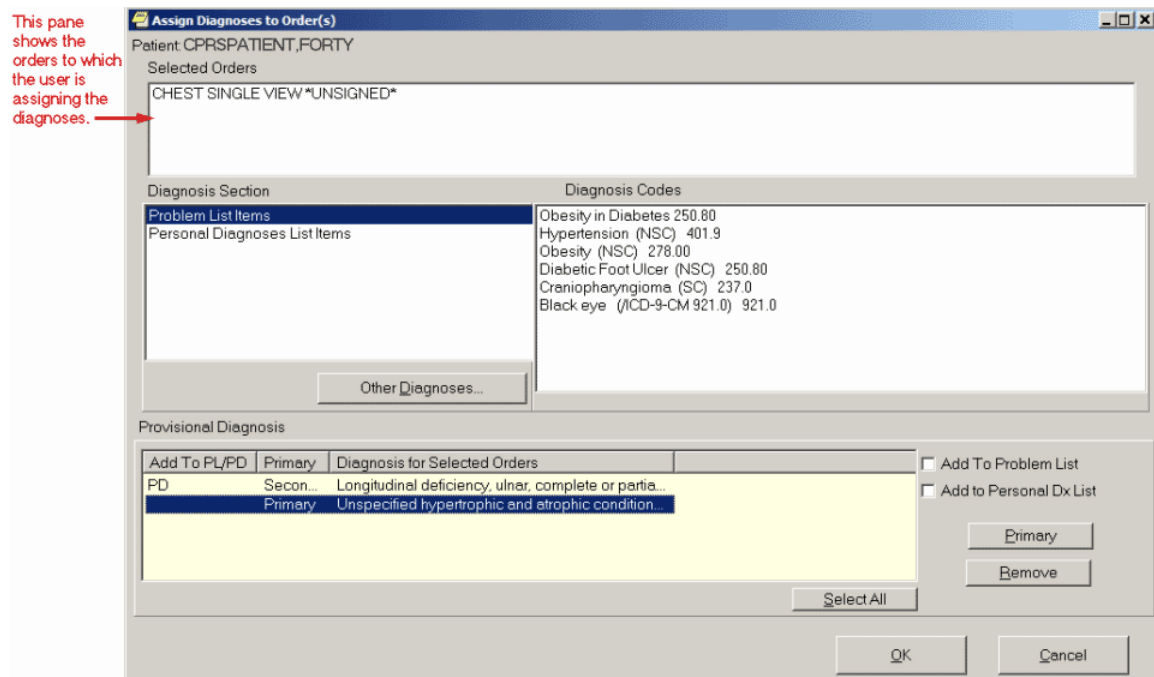 This pane
shows the
orders to which
the user is
assigning the
diagnoses.
Assign Diagnoses to Order(s)
Patient: CPRSPATIENT,FORTY
Selected Orders
CHEST SINGLE VIEW *UNSIGNED*
Diagnosis Section
Diagnosis Codes
Problem List Items
Personal Diagnoses List Items
Obesity in Diabetes 250.80
Hypertension (NSC) 401.9
Obesity (NSC) 278.00
Diabetic Foot Ulcer (NSC) 250.80
Craniopharyngioma (SC) 237.0
Black eye (/ICD-9-CM 921.0) 921.0
Other Diagnoses...
Provisional Diagnosis
Add To PL/PD Primary Diagnosis for Selected Orders
PD Secon... Longitudinal deficiency, ulnar, complete or partia...
Primary Unspecified hypertrophic and atrophic condition...
Add To Problem List
Add to Personal Dx List
Primary
Remove
Select All
OK
Cancel